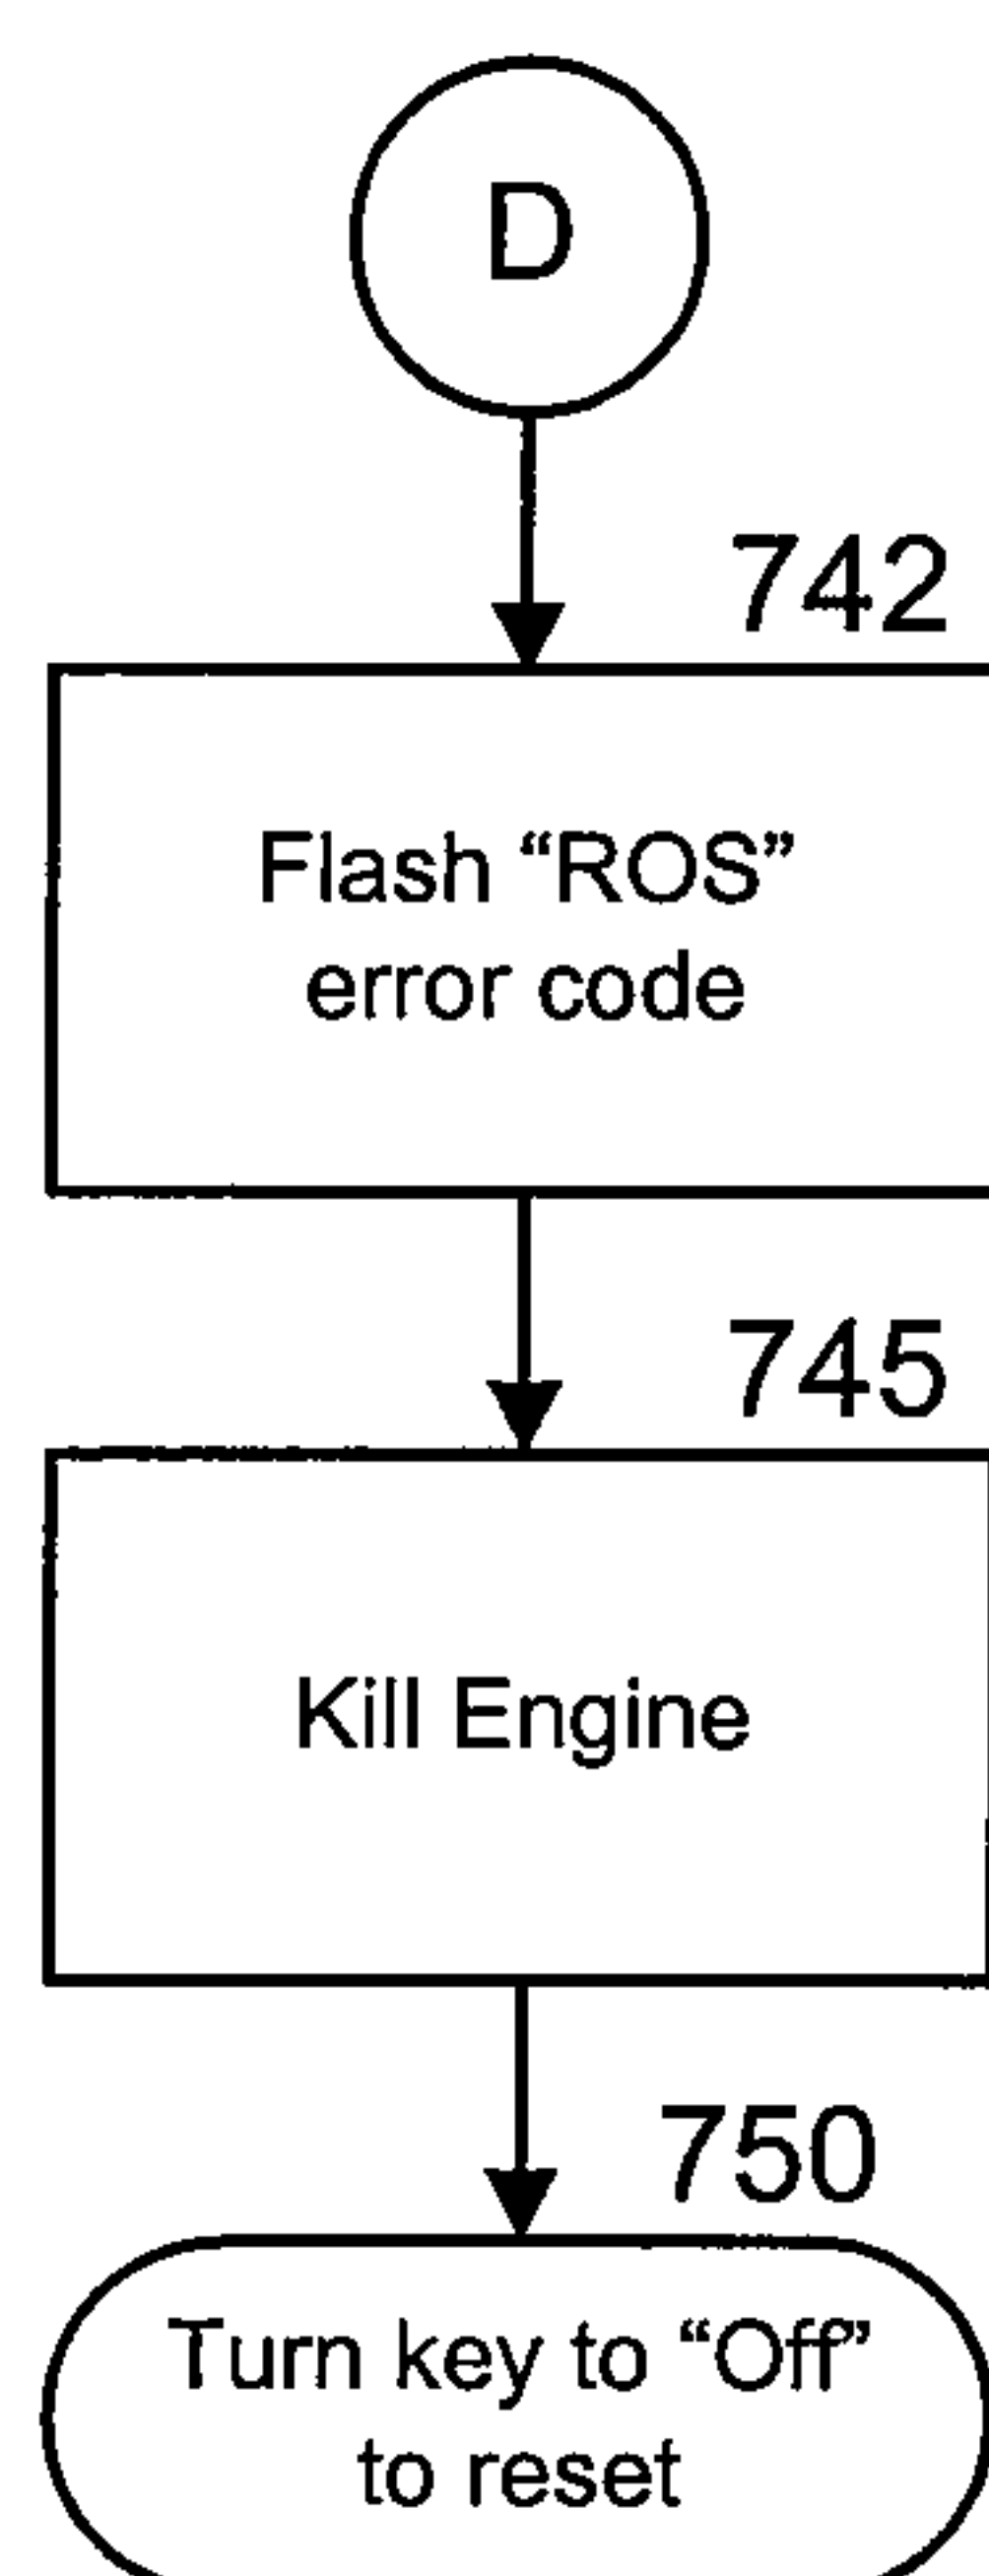 D
742
Flash “ROS”
error code
745
Kill Engine
750
Turn key to “Off”
to reset